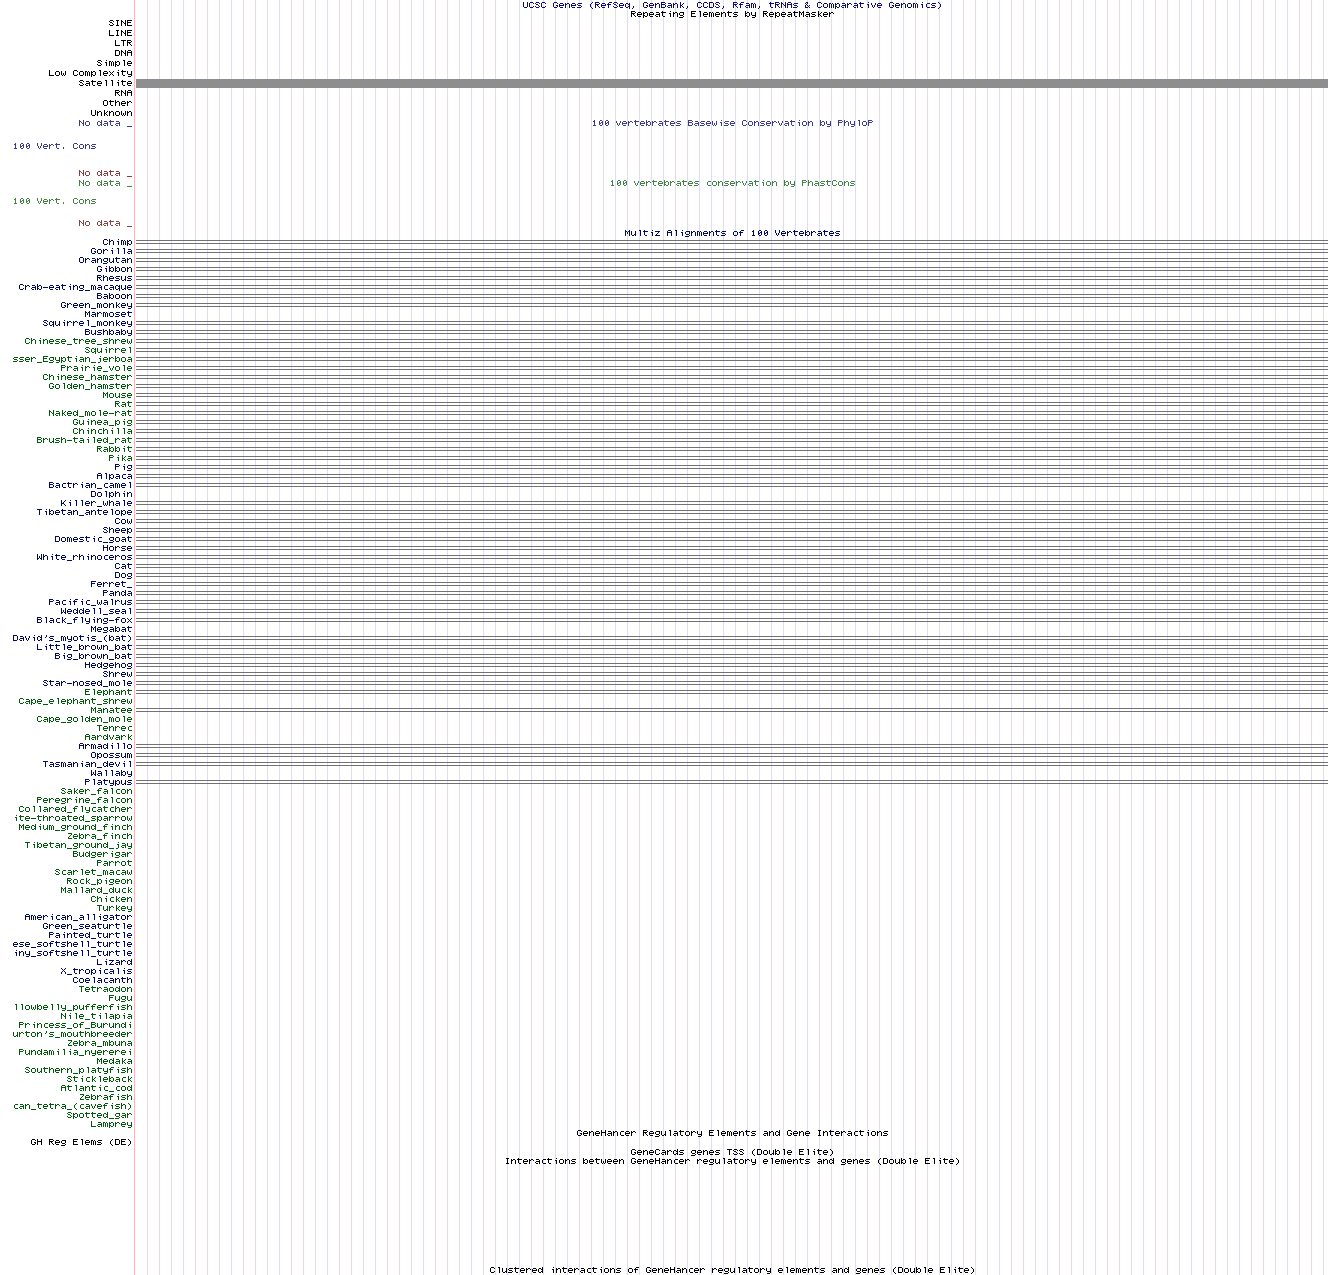 UCSC Genes (RefSeq, GenBank, CCDS, Rfam, tRNAs & Comparative Genomics)
Repeating Elements by RepeatMasker
SINE
LINE
LTR
DNA
Simple
Low Complexity
Satellite
RNA
Other
Unknown
No data _
100 vertebrates Basewise Conservation by PhyloP
100 Vert. Cons
No data _
No data _
100 vertebrates conservation by PhastCons
100 Vert. Cons
No data _
Multiz Alignments of 100 Vertebrates
Chimp
Gorilla
Orangutan
Gibbon
Rhesus
Crab-eating_macaque
Baboon
Green_monkey
Marmoset
Squirrel_monkey
Bushbaby
Chinese_tree_shrew
Squirrel
sser_Egyptian_jerboa
Prairie_vole
Chinese_hamster
Golden_hamster
Mouse
Rat
Naked_mole-rat
Guinea_pig
Chinchilla
Brush-tailed_rat
Rabbit
Pika
Pig
Alpaca
Bactrian_camel
Dolphin
Killer_whale
Tibetan_antelope
Cow
Sheep
Domestic_goat
Horse
White_rhinoceros
Cat
Dog
Ferret_
Panda
Pacific_walrus
Weddell_seal
Black_flying-fox
Megabat
David's_myotis_(bat)
Little_brown_bat
Big_brown_bat
Hedgehog
Shrew
Star-nosed_mole
Elephant
Cape_elephant_shrew
Manatee
Cape_golden_mole
Tenrec
Aardvark
Armadillo
Opossum
Tasmanian_devil
Wallaby
Platypus
Saker_falcon
Peregrine_falcon
Collared_flycatcher
ite-throated_sparrow
Medium_ground_finch
Zebra_finch
Tibetan_ground_jay
Budgerigar
Parrot
Scarlet_macaw
Rock_pigeon
Mallard_duck
Chicken
Turkey
American_alligator
Green_seaturtle
Painted_turtle
ese_softshell_turtle
iny_softshell_turtle
Lizard
X_tropicalis
Coelacanth
Tetraodon
Fugu
llowbelly_pufferfish
Nile_tilapia
Princess_of_Burundi
urton's_mouthbreeder
Zebra_mbuna
Pundamilia_nyererei
Medaka
Southern_platyfish
Stickleback
Atlantic_cod
Zebrafish
can_tetra_(cavefish)
Spotted_gar
Lamprey
GeneHancer Regulatory Elements and Gene Interactions
GH Reg Elems (DE)
GeneCards genes TSS (Double Elite)
Interactions between GeneHancer regulatory elements and genes (Double Elite)
Clustered interactions of GeneHancer regulatory elements and genes (Double Elite)